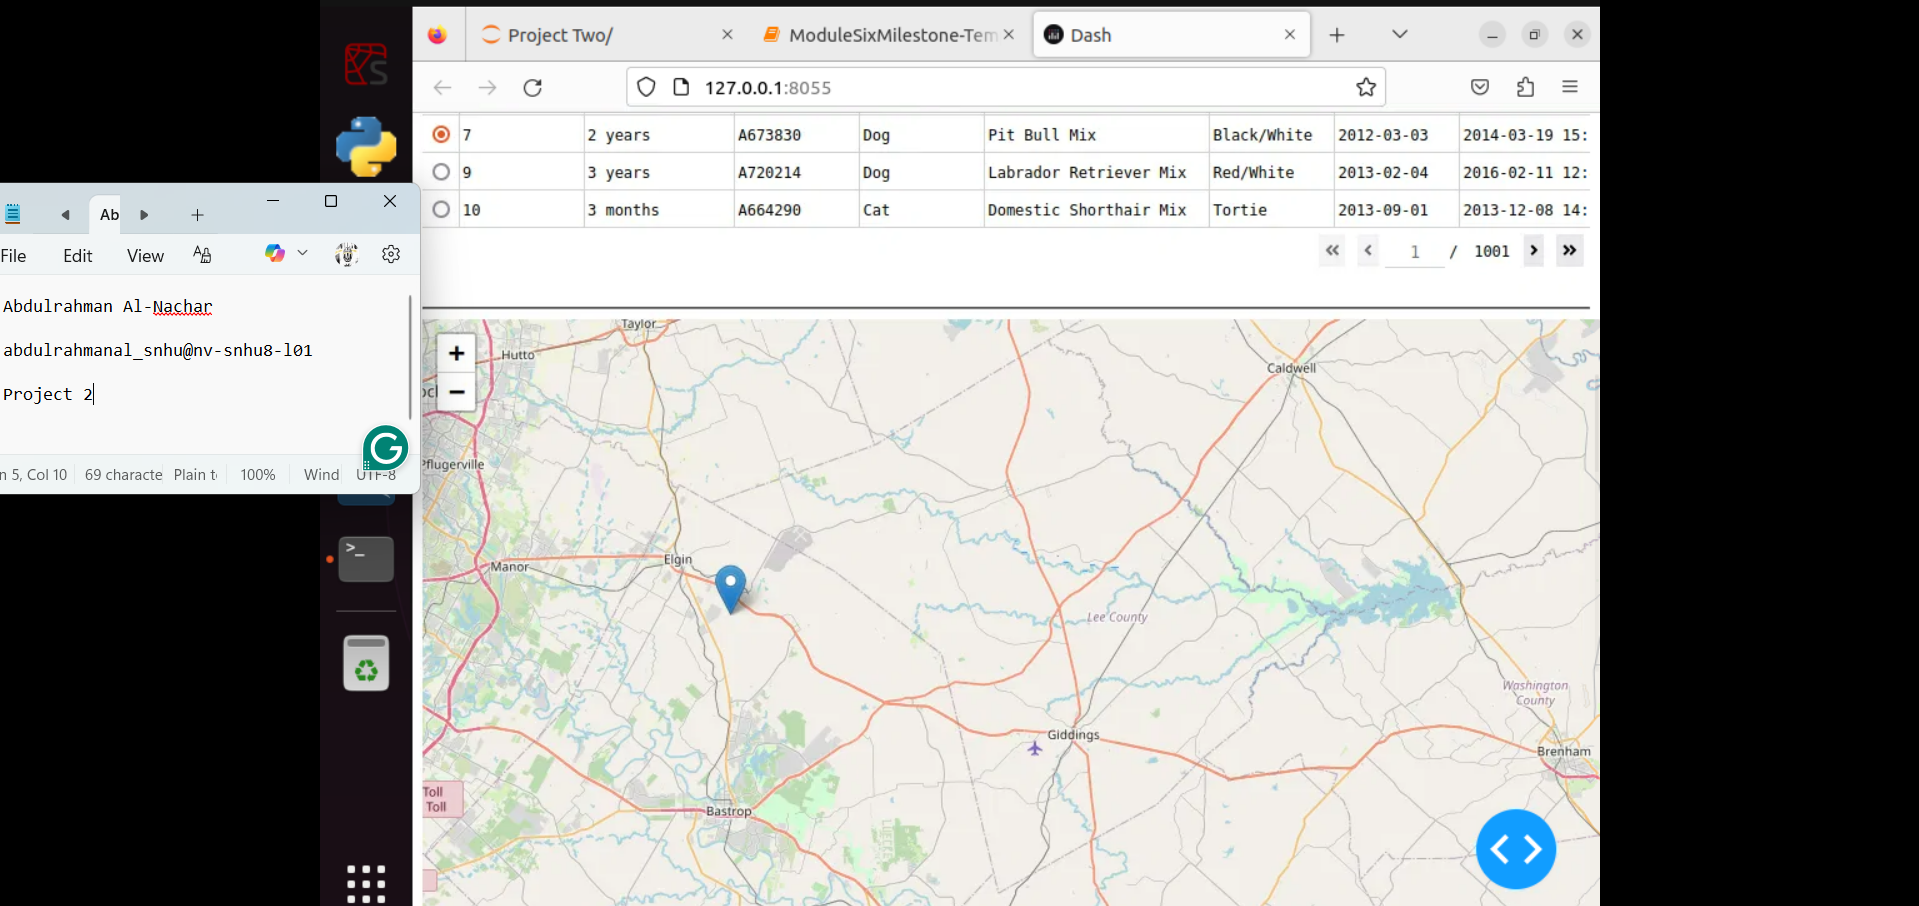 Project Two/
ModuleSixMilestone-Tem
Dash
127.0.0.1:8055
7 2 years A673830 Dog Pit Bull Mix Black/White 2012-03-03 2014-03-19 15:
9 3 years A720214 Dog Labrador Retriever Mix Red/White 2013-02-04 2016-02-11 12:
10 3 months A664290 Cat Domestic Shorthair Mix Tortie 2013-09-01 2013-12-08 14:
1 / 1001
Ab
File Edit View
Abdulrahman Al-Nachar
abdulrahmanal_snhu@nv-snhu8-l01
Project 2
n 5, Col 10 69 characte Plain t 100% Wind UTF-8
+
−
Taylor
Hutto
Caldwell
Pflugerville
Elgin
Manor
Lee County
Washington
County
Giddings
Brenham
Toll
Toll
Bastrop